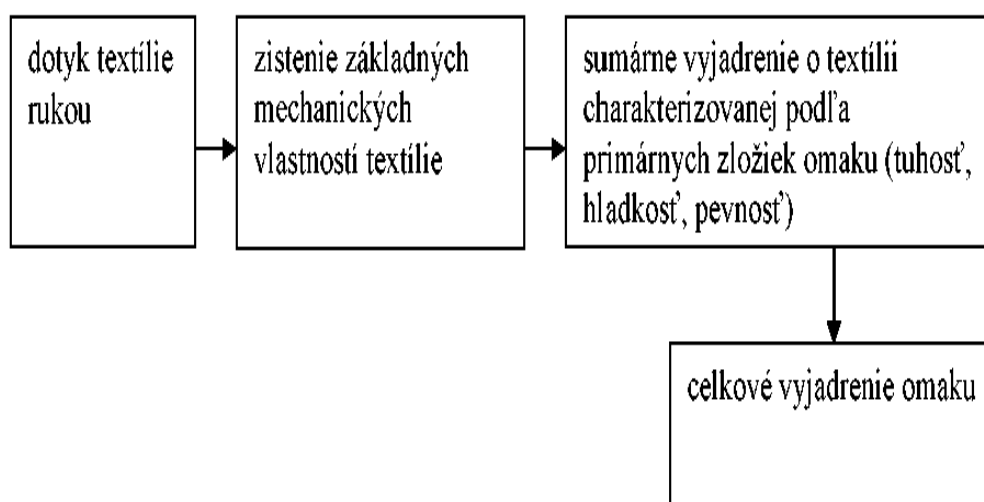 dotyk textílie
rukou
zistenie základných
mechanických
vlastností textílie
sumárne vyjadrenie o textílii
charakterizovanej podľa
primárnych zložiek omaku (tuhosť,
hladkosť, pevnosť)
celkové vyjadrenie omaku